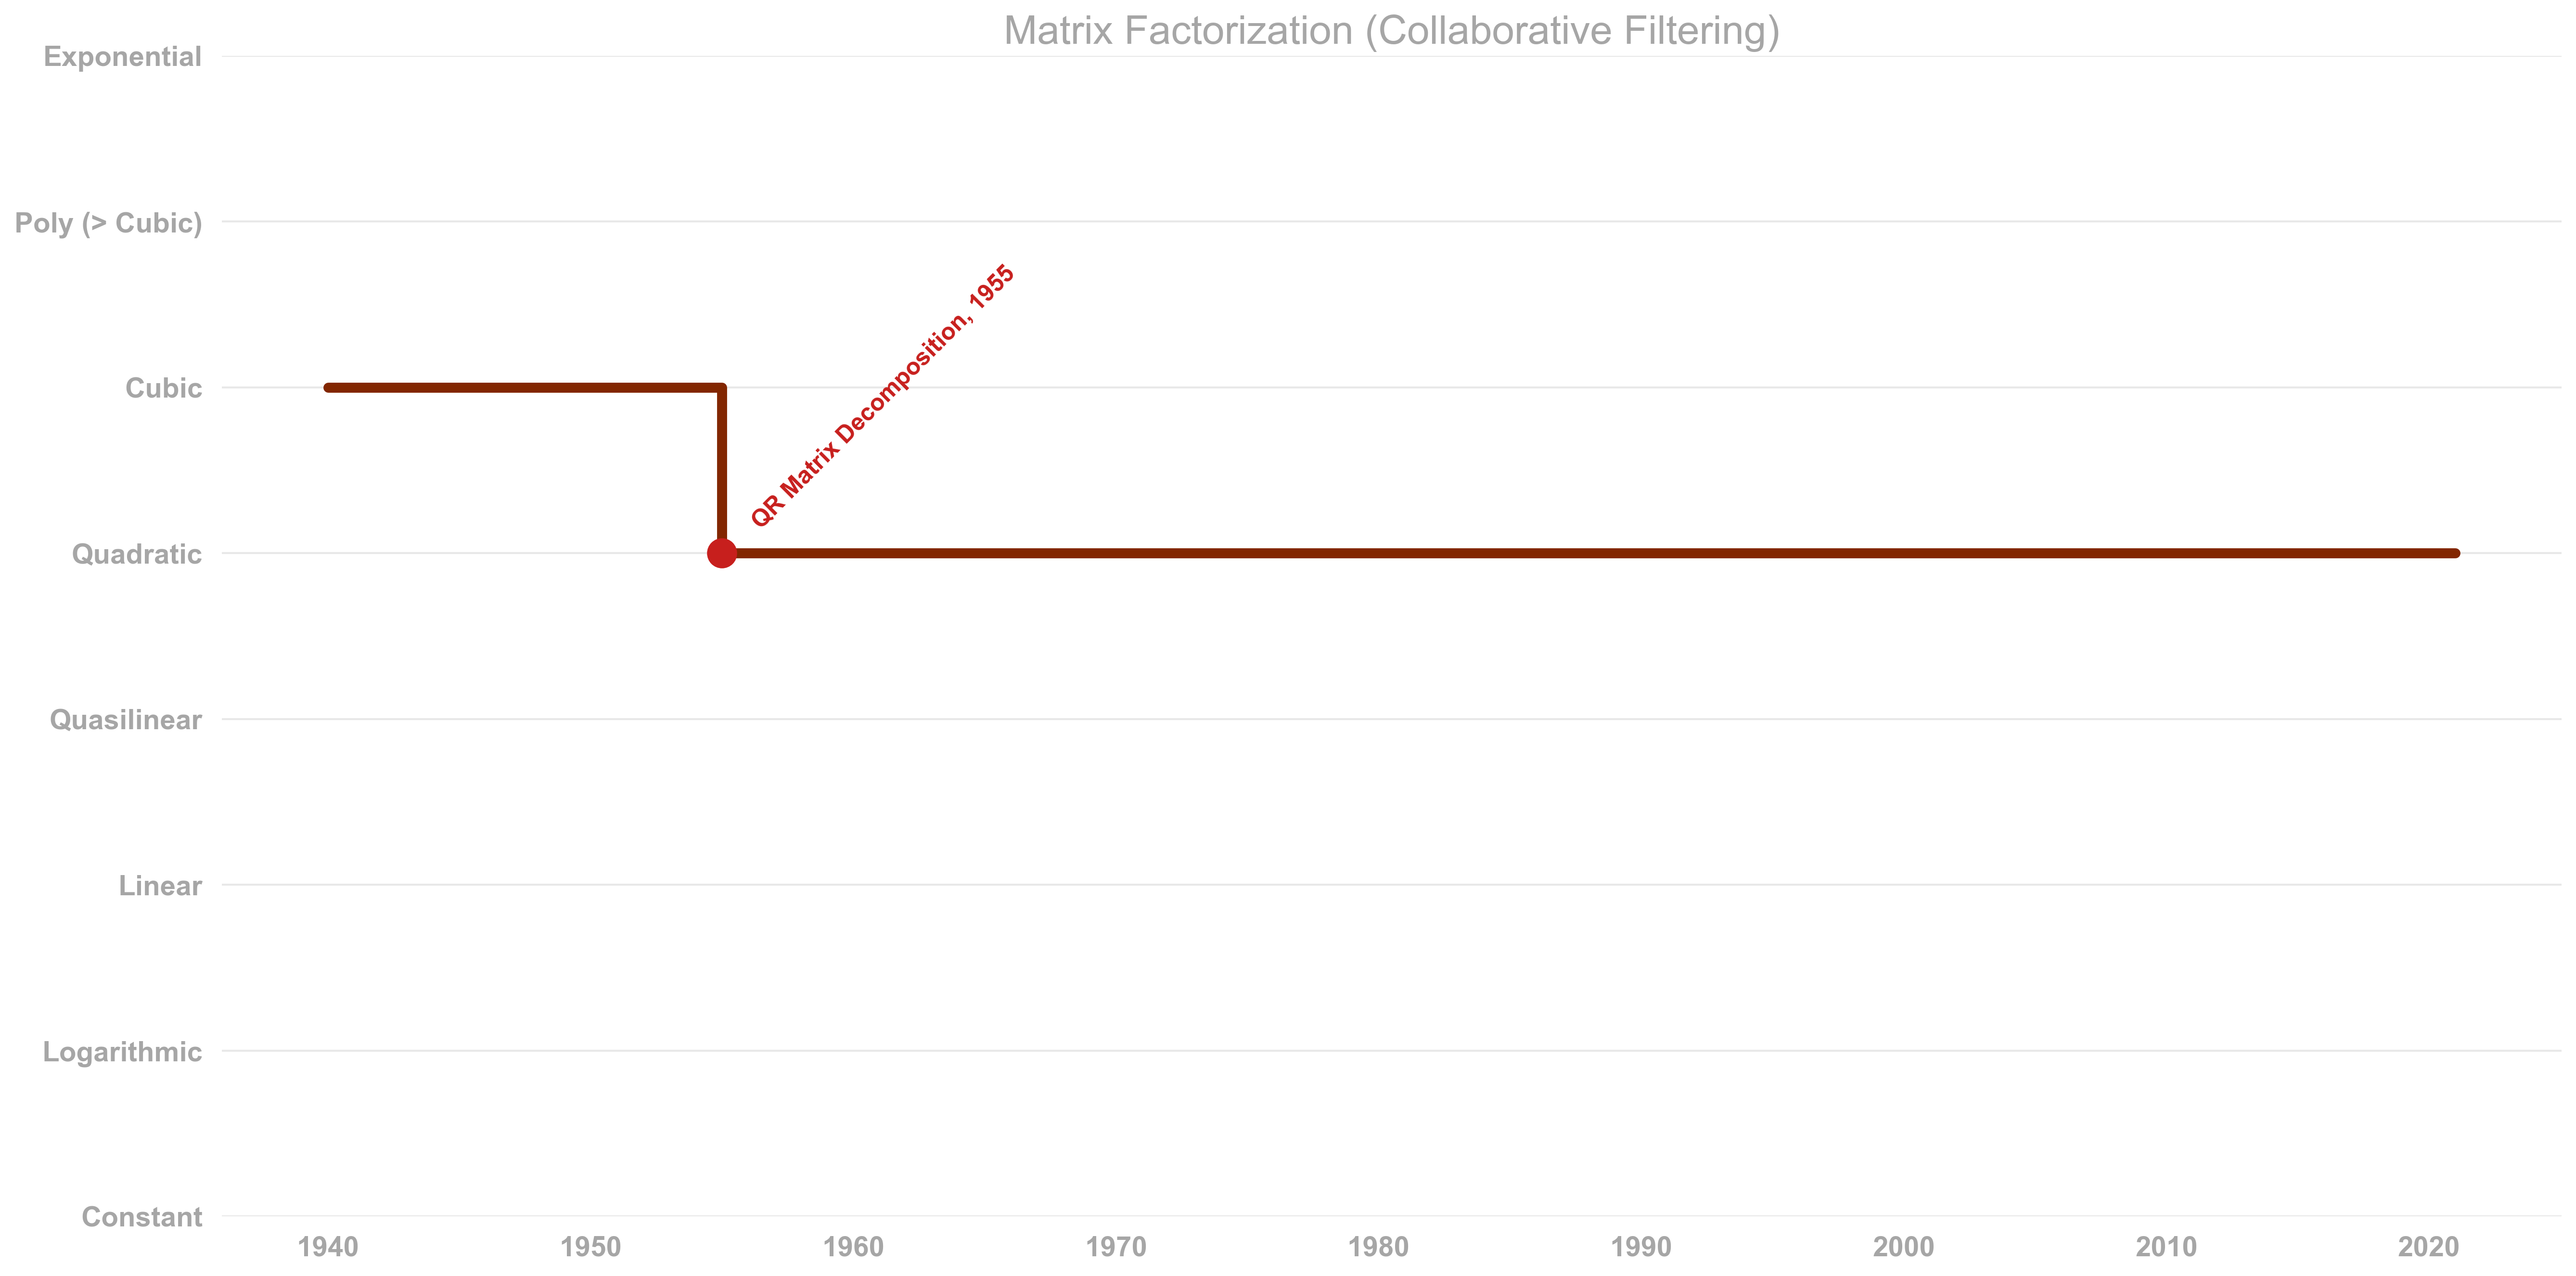 Matrix Factorization (Collaborative Filtering)
Exponential
Poly (> Cubic)
Cubic
Quadratic
Quasilinear
Linear
Logarithmic
Constant
QR Matrix Decomposition, 1955
1940 1950 1960 1970 1980 1990 2000 2010 2020